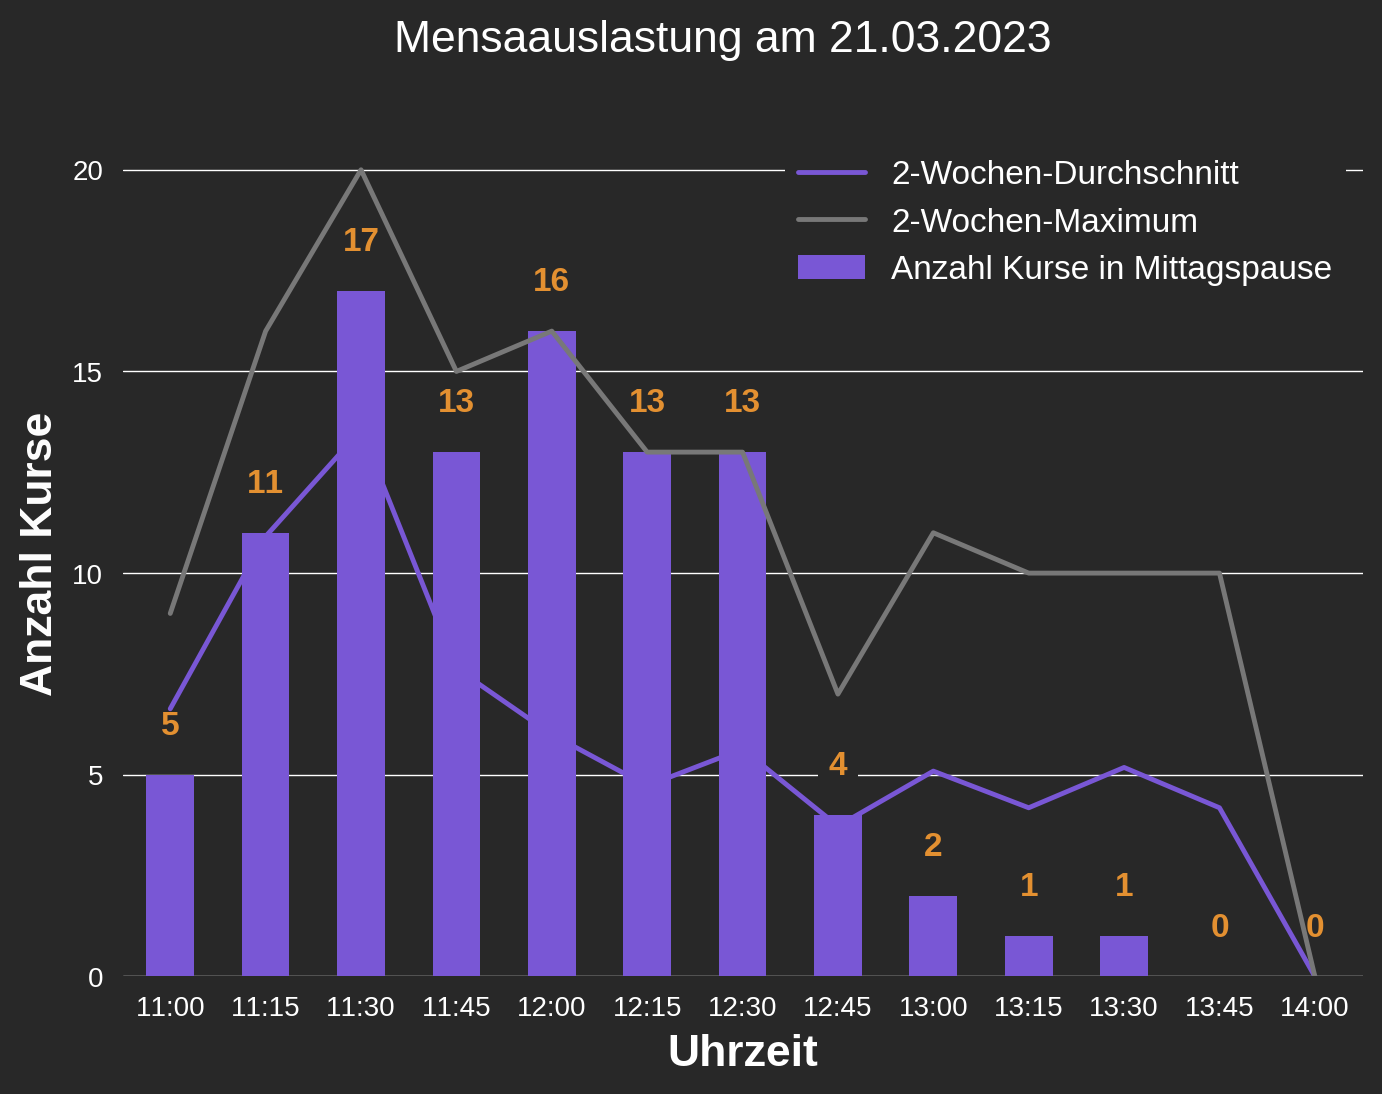 Mensaauslastung am 21.03.2023
2-Wochen-Durchschnitt
2-Wochen-Maximum
Anzahl Kurse in Mittagspause
Anzahl Kurse
20
15
10
5
0
5
11
17
13
16
13
13
4
2
1
1
0
0
11:00 11:15 11:30 11:45 12:00 12:15 12:30 12:45 13:00 13:15 13:30 13:45 14:00
Uhrzeit